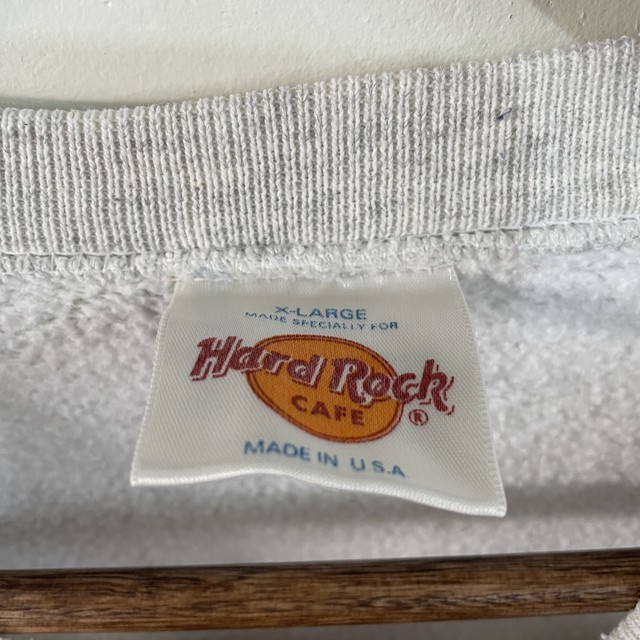 X-LARGE
MADE SPECIALLY FOR
Hard Rock
CAFE ®
MADE IN U.S.A